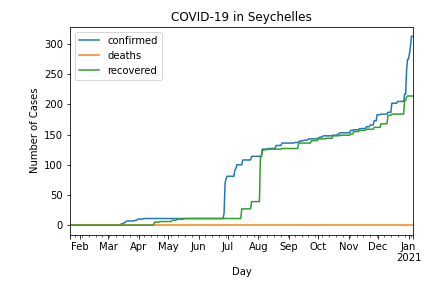 COVID-19 in Seychelles
confirmed
deaths
recovered
Number of Cases
300
250
200
150
100
50
0
Feb Mar Apr May Jun Jul Aug Sep Oct Nov Dec Jan
2021
Day